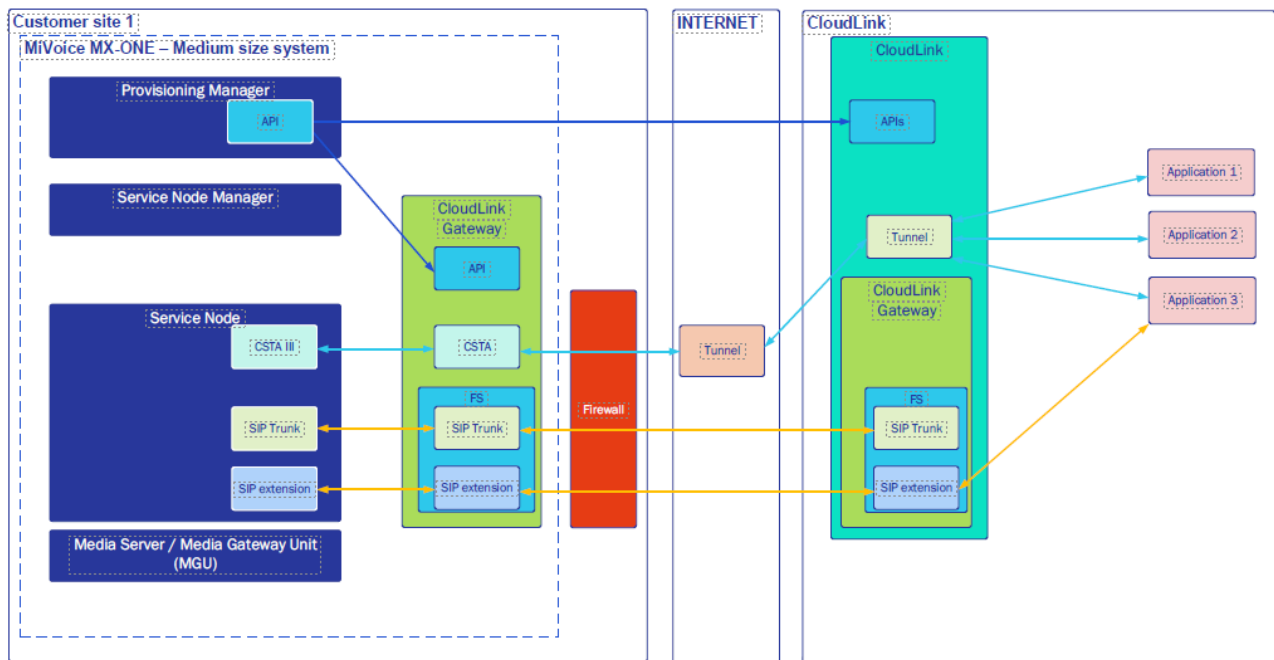 Customer site 1
MiVoice MX-ONE – Medium size system
Provisioning Manager
API
Service Node Manager
CloudLink
Gateway
API
Service Node
CSTA III
CSTA
FS
SIP Trunk
SIP Trunk
SIP extension
SIP extension
Media Server / Media Gateway Unit
(MGU)
Firewall
INTERNET
Tunnel
CloudLink
CloudLink
APIs
Tunnel
CloudLink
Gateway
FS
SIP Trunk
SIP extension
Application 1
Application 2
Application 3